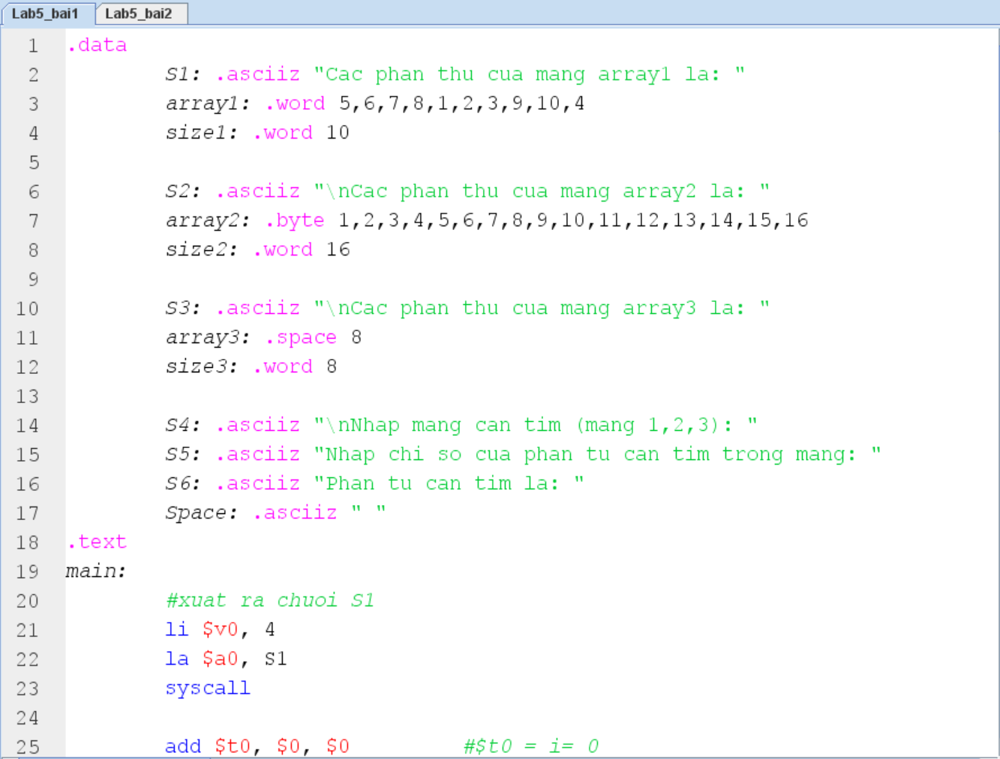 Lab5_bai1 Lab5_bai2
1 .data
2 S1: .asciiz "Cac phan thu cua mang array1 la: "
3 array1: .word 5,6,7,8,1,2,3,9,10,4
4 size1: .word 10
5
6 S2: .asciiz "\nCac phan thu cua mang array2 la: "
7 array2: .byte 1,2,3,4,5,6,7,8,9,10,11,12,13,14,15,16
8 size2: .word 16
9
10 S3: .asciiz "\nCac phan thu cua mang array3 la: "
11 array3: .space 8
12 size3: .word 8
13
14 S4: .asciiz "\nNhap mang can tim (mang 1,2,3): "
15 S5: .asciiz "Nhap chi so cua phan tu can tim trong mang: "
16 S6: .asciiz "Phan tu can tim la: "
17 Space: .asciiz " "
18 .text
19 main:
20 #xuat ra chuoi S1
21 li $v0, 4
22 la $a0, S1
23 syscall
24
25 add $t0, $0, $0 #$t0 = i= 0